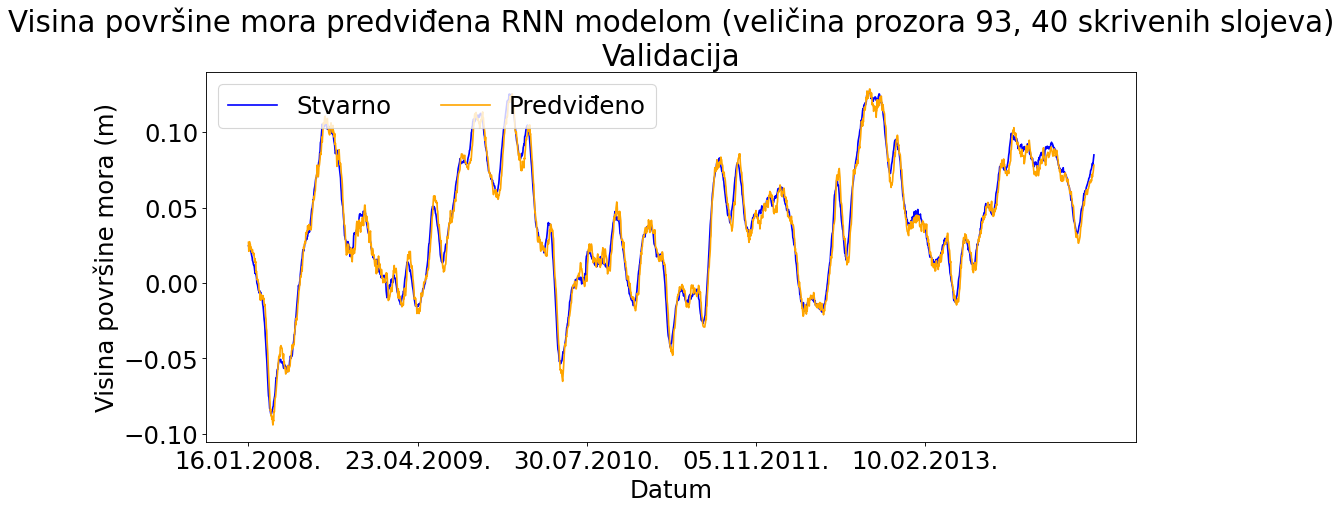 Visina površine mora predviđena RNN modelom (veličina prozora 93, 40 skrivenih slojeva)
Validacija
Stvarno Predviđeno
Visina površine mora (m)
0.10
0.05
0.00
−0.05
−0.10
16.01.2008. 23.04.2009. 30.07.2010. 05.11.2011. 10.02.2013.
Datum